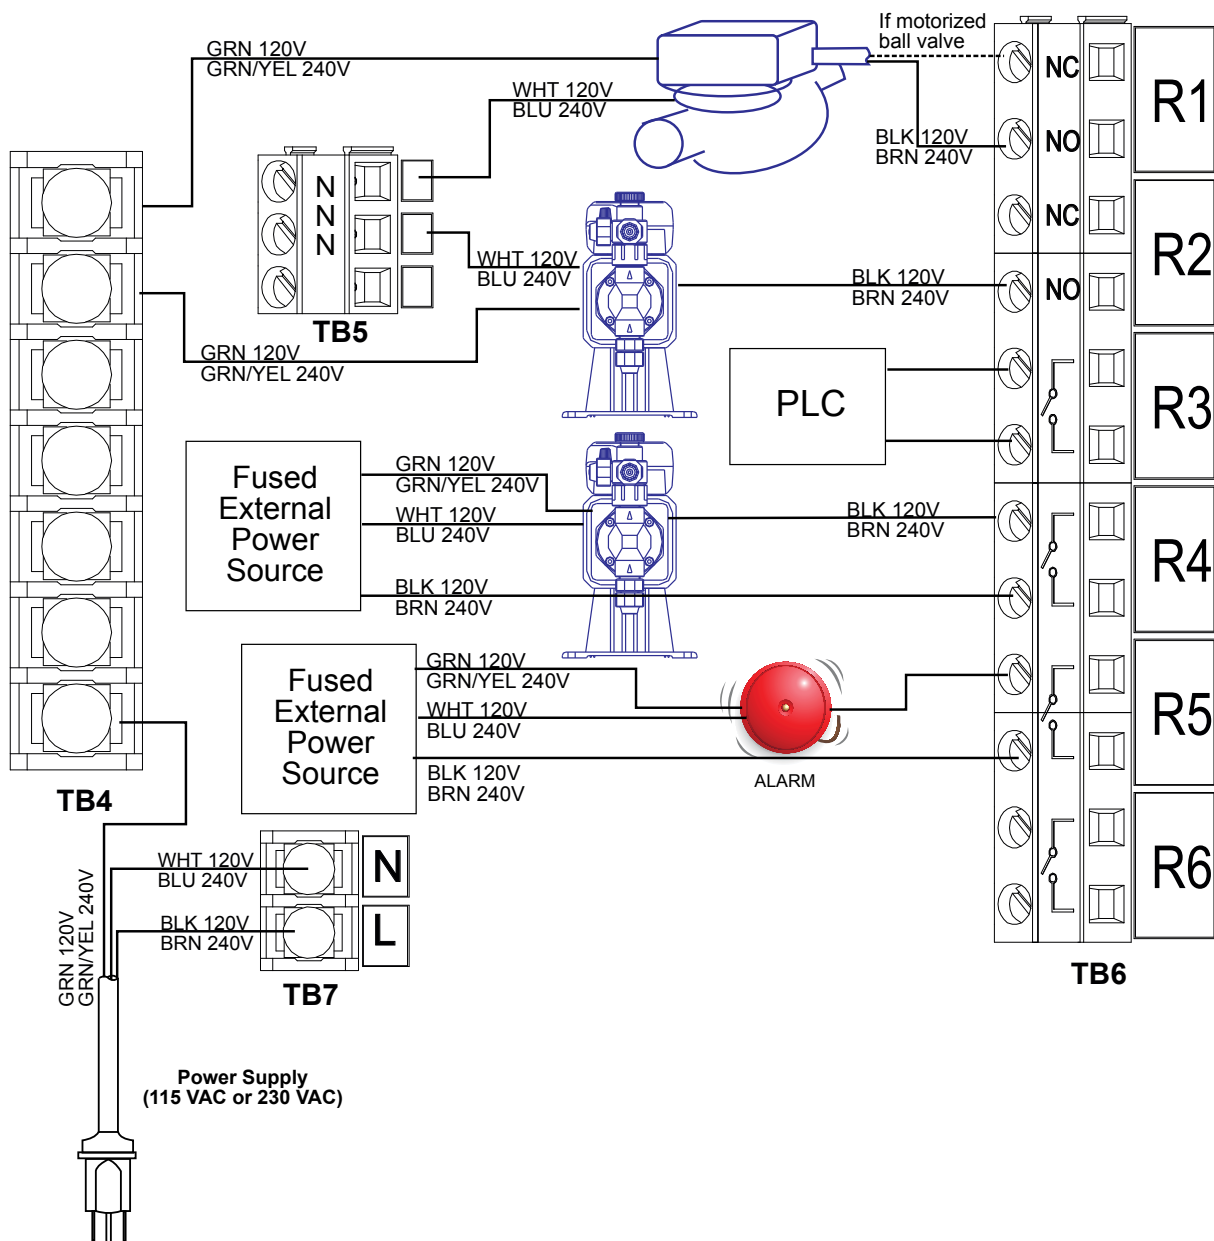 If motorized
ball valve
GRN 120V
GRN/YEL 240V
WHT 120V
BLU 240V
NC
R1
BLK 120V
BRN 240V
NO
N
N
N
NC
R2
WHT 120V
BLU 240V
BLK 120V
BRN 240V
NO
TB5
GRN 120V
GRN/YEL 240V
PLC
R3
Fused
External
Power
Source
GRN 120V
GRN/YEL 240V
WHT 120V
BLU 240V
BLK 120V
BRN 240V
R4
BLK 120V
BRN 240V
Fused
External
Power
Source
GRN 120V
GRN/YEL 240V
WHT 120V
BLU 240V
R5
BLK 120V
BRN 240V
ALARM
TB4
WHT 120V
BLU 240V
N
R6
GRN 120V
GRN/YEL 240V
BLK 120V
BRN 240V
L
TB7
TB6
Power Supply
(115 VAC or 230 VAC)